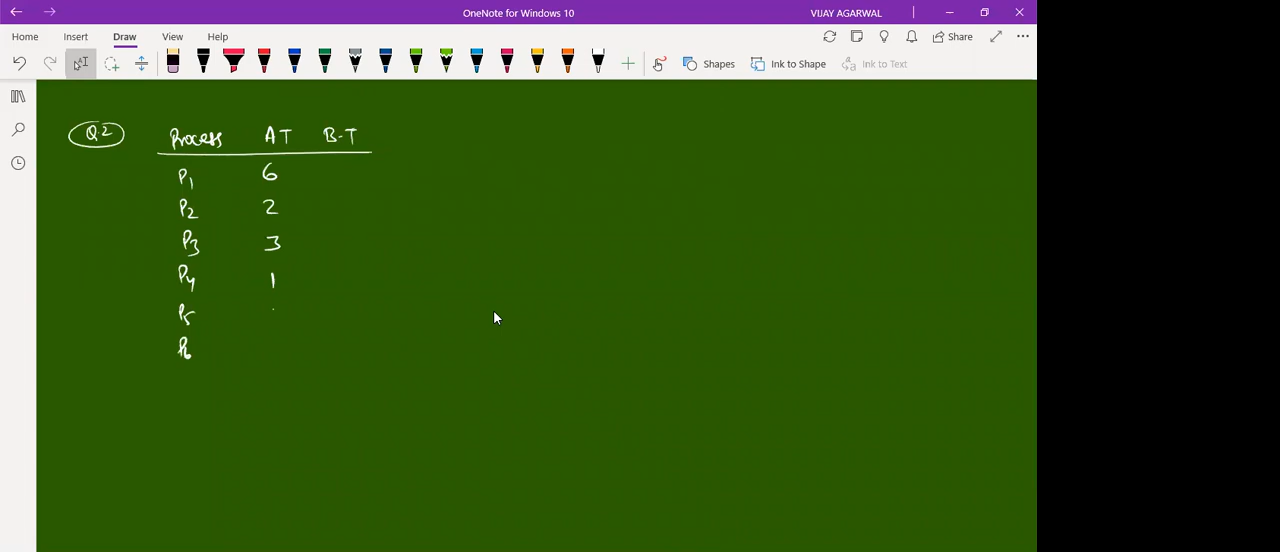 OneNote for Windows 10
VIJAY AGARWAL
Home Insert Draw View Help
Share
Shapes Ink to Shape Ink to Text
Q.2 Process AT B-T
P1 6
P2 2
P3 3
P4 1
P5
P6